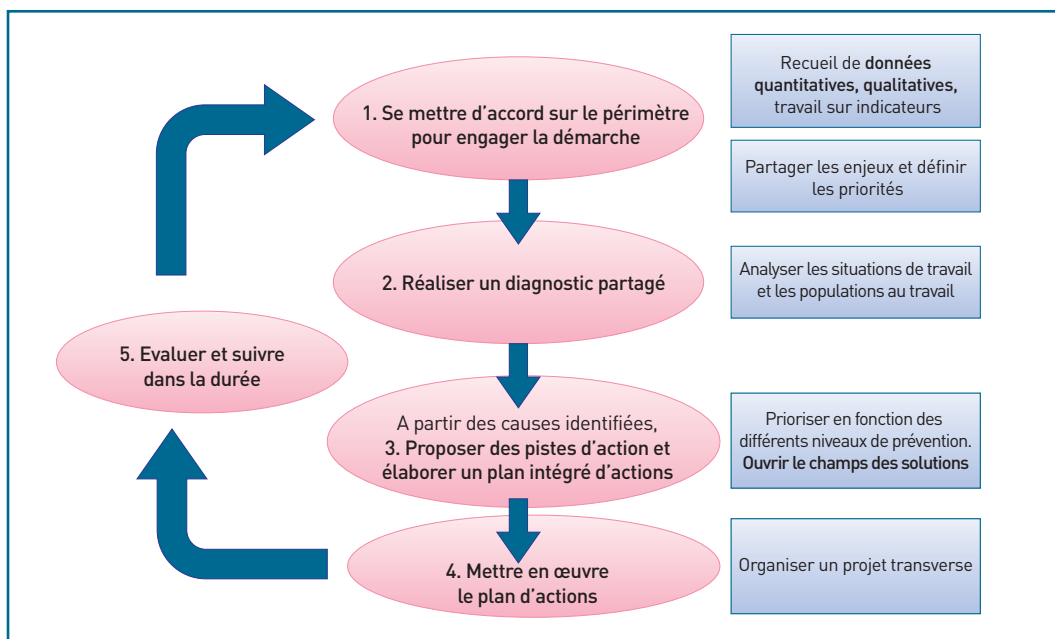 1. Se mettre d'accord sur le périmètre
pour engager la démarche
Recueil de données
quantitatives, qualitatives,
travail sur indicateurs
Partager les enjeux et définir
les priorités
2. Réaliser un diagnostic partagé
Analyser les situations de travail
et les populations au travail
5. Evaluer et suivre
dans la durée
A partir des causes identifiées,
3. Proposer des pistes d'action et
élaborer un plan intégré d'actions
Prioriser en fonction des
différents niveaux de prévention.
Ouvrir le champs des solutions
4. Mettre en œuvre
le plan d'actions
Organiser un projet transverse